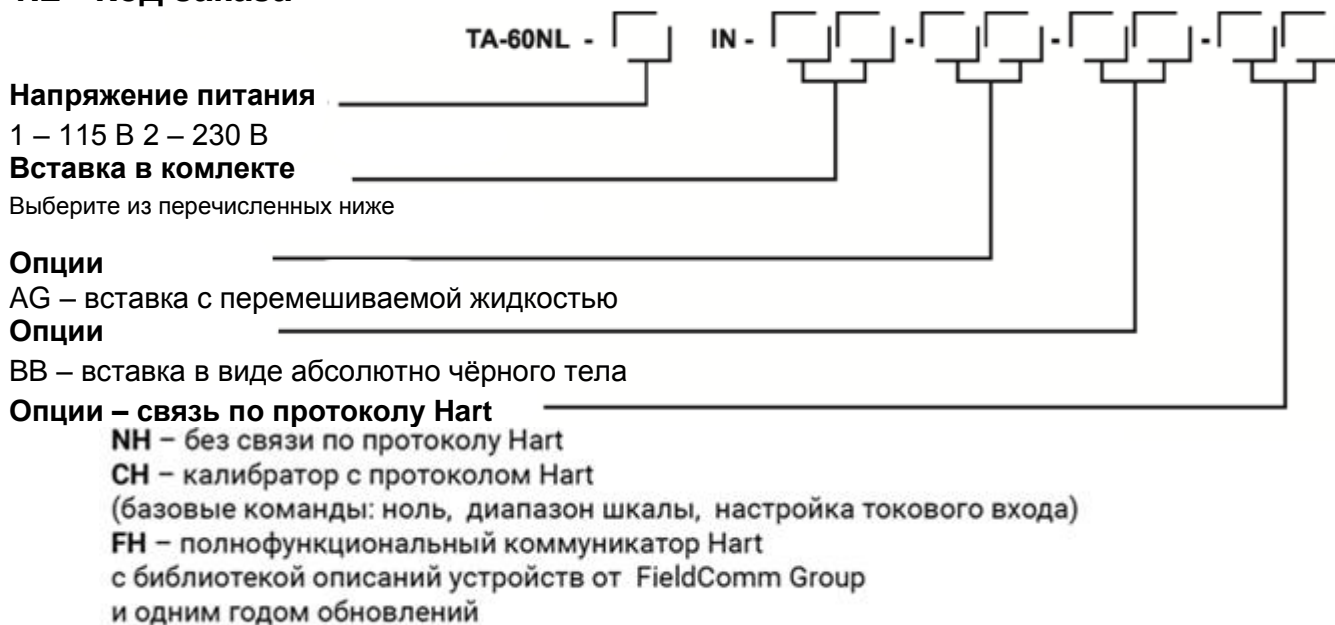 TA-60NL - IN - - - -
Напряжение питания
1 – 115 В 2 – 230 В
Вставка в комлекте
Выберите из перечисленных ниже
Опции
AG – вставка с перемешиваемой жидкостью
Опции
BB – вставка в виде абсолютно чёрного тела
Опции – связь по протоколу Hart
NH – без связи по протоколу Hart
CH – калибратор с протоколом Hart
(базовые команды: ноль, диапазон шкалы, настройка токового входа)
FH – полнофункциональный коммуникатор Hart
с библиотекой описаний устройств от FieldComm Group
и одним годом обновлений